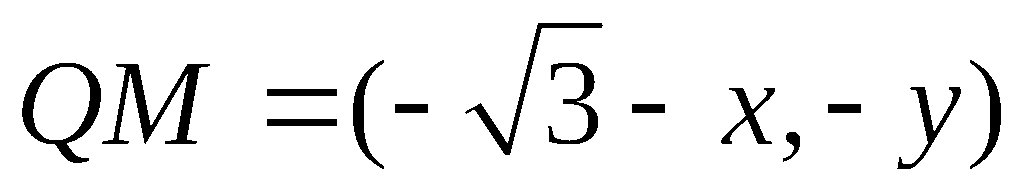 QM = (- √3 - x, - y)